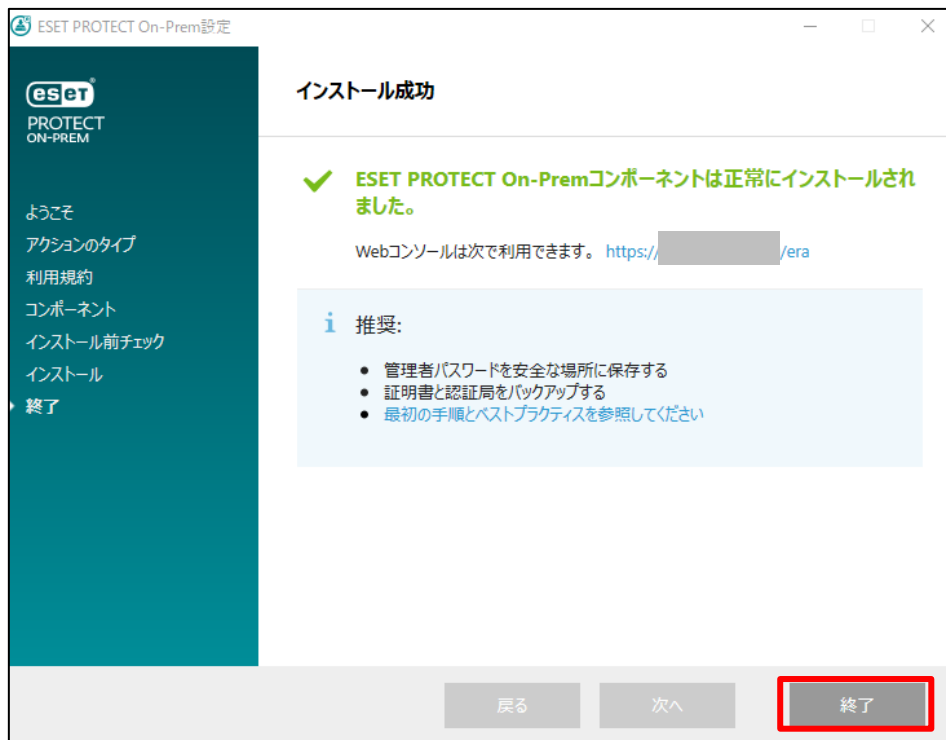 ESET PROTECT On-Prem設定
eset
PROTECT
ON-PREM
ようこそ
アクションのタイプ
利用規約
コンポーネント
インストール前チェック
インストール
終了
インストール成功
ESET PROTECT On-Premコンポーネントは正常にインストールされ
ました。
Webコンソールは次で利用できます。 https:// /era
i 推奨:
● 管理者パスワードを安全な場所に保存する
● 証明書と認証局をバックアップする
● 最初の手順とベストプラクティスを参照してください
戻る
次へ
終了